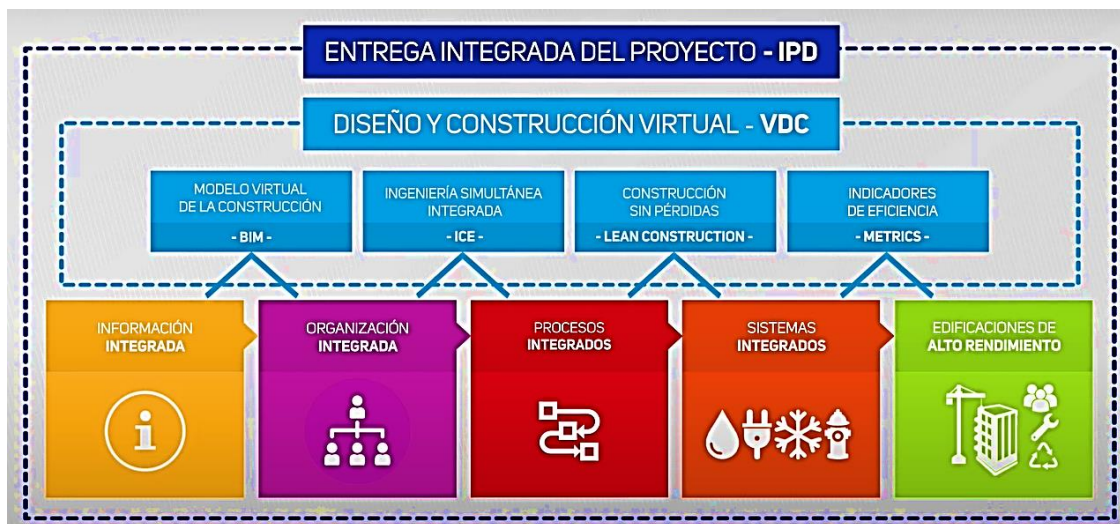 ENTREGA INTEGRADA DEL PROYECTO - IPD
DISEÑO Y CONSTRUCCIÓN VIRTUAL - VDC
MODELO VIRTUAL
DE LA CONSTRUCCIÓN
- BIM -
INGENIERÍA SIMULTÁNEA
INTEGRADA
- ICE -
CONSTRUCCIÓN
SIN PÉRDIDAS
- LEAN CONSTRUCTION -
INDICADORES
DE EFICIENCIA
- METRICS -
INFORMACIÓN
INTEGRADA
ORGANIZACIÓN
INTEGRADA
PROCESOS
INTEGRADOS
SISTEMAS
INTEGRADOS
EDIFICACIONES DE
ALTO RENDIMIENTO